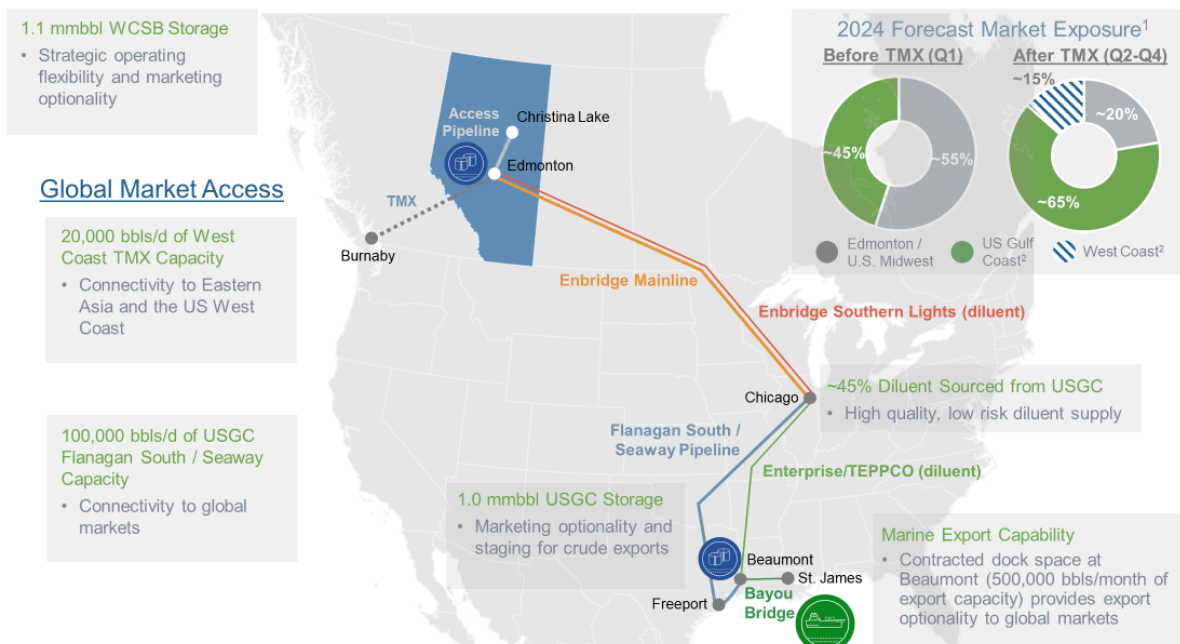 1.1 mmbbl WCSB Storage
• Strategic operating
flexibility and marketing
optionality
Global Market Access
20,000 bbls/d of West
Coast TMX Capacity
• Connectivity to Eastern
Asia and the US West
Coast
100,000 bbls/d of USGC
Flanagan South / Seaway
Capacity
• Connectivity to global
markets
Access
Pipeline
Christina Lake
Edmonton
TMX
Burnaby
Enbridge Mainline
Enbridge Southern Lights (diluent)
Chicago
Flanagan South /
Seaway Pipeline
Enterprise/TEPPCO (diluent)
1.0 mmbbl USGC Storage
• Marketing optionality and
staging for crude exports
Beaumont
St. James
Freeport
Bayou
Bridge
2024 Forecast Market Exposure¹
Before TMX (Q1)
~45%
~55%
After TMX (Q2-Q4)
~15%
~20%
~65%
Edmonton /
U.S. Midwest
US Gulf
Coast²
West Coast²
~45% Diluent Sourced from USGC
• High quality, low risk diluent supply
Marine Export Capability
• Contracted dock space at
Beaumont (500,000 bbls/month of
export capacity) provides export
optionality to global markets